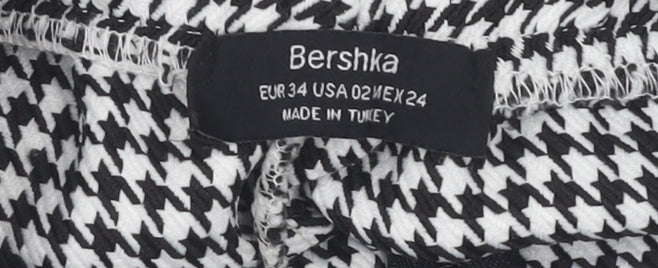 Bershka
EUR 34 USA 02 MEX 24
MADE IN TURKEY